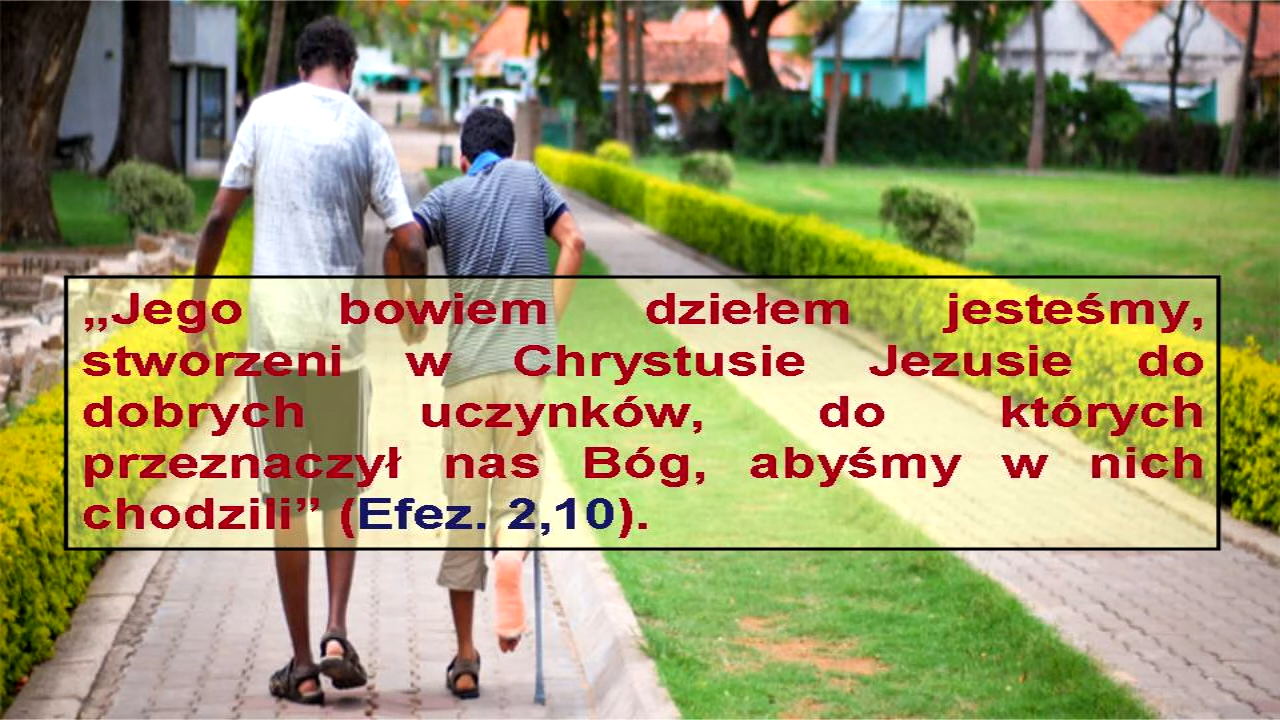 „Jego bowiem dziełem jesteśmy,
stworzeni w Chrystusie Jezusie do
dobrych uczynków, do których
przeznaczył nas Bóg, abyśmy w nich
chodzili” (Efez. 2,10).